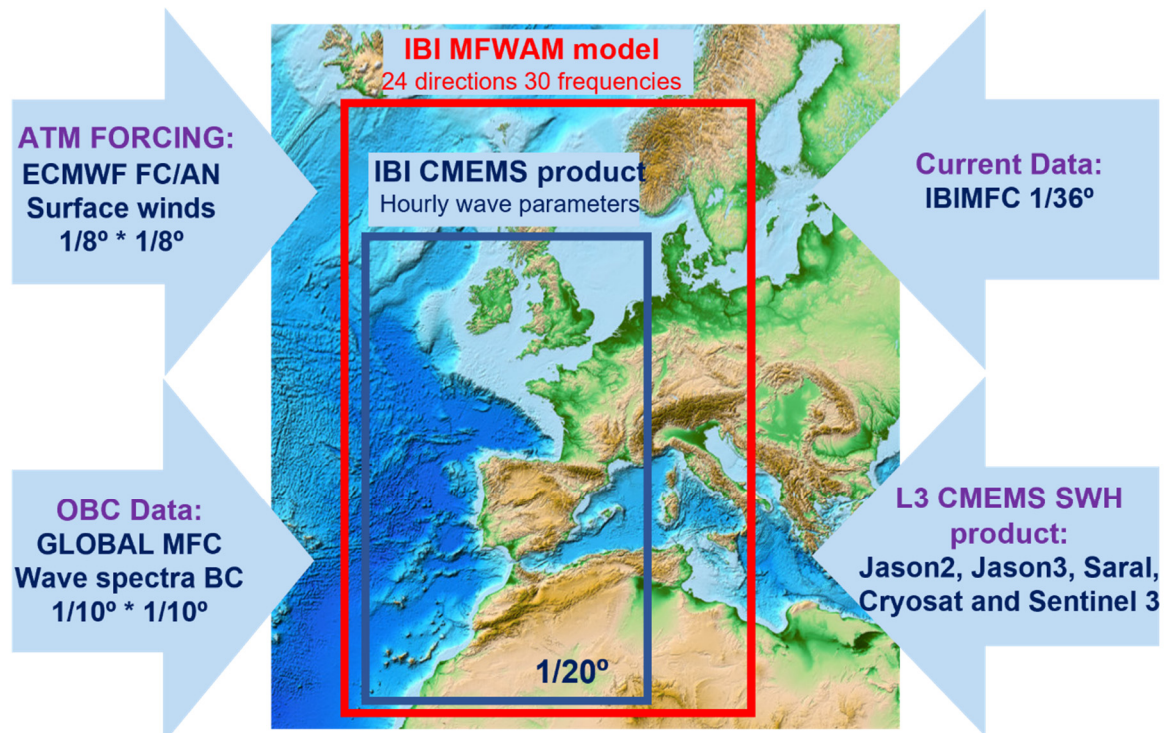 IBI MFWAM model
24 directions 30 frequencies
IBI CMEMS product
Hourly wave parameters
ATM FORCING:
ECMWF FC/AN
Surface winds
1/8º * 1/8º
Current Data:
IBIMFC 1/36º
OBC Data:
GLOBAL MFC
Wave spectra BC
1/10º * 1/10º
L3 CMEMS SWH
product:
Jason2, Jason3, Saral,
Cryosat and Sentinel 3
1/20º